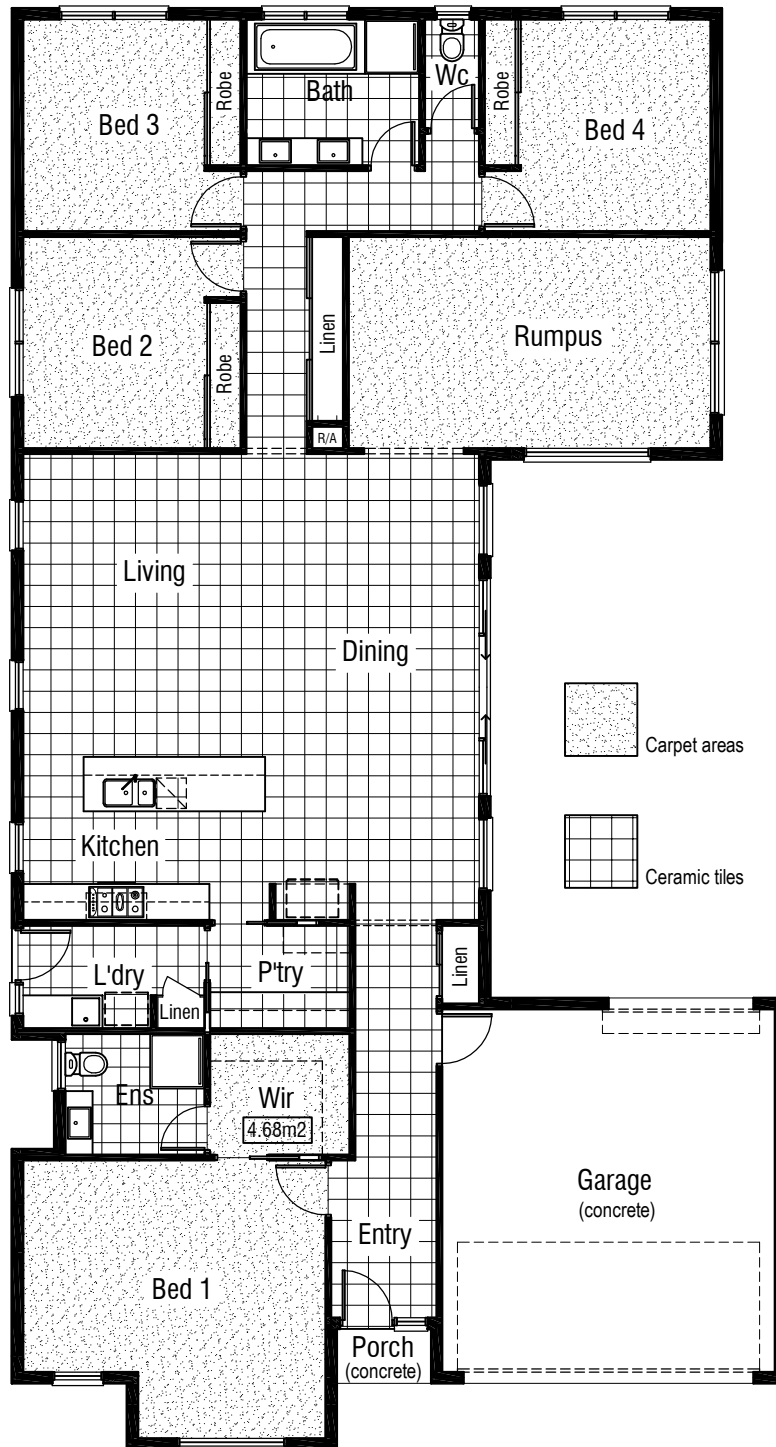 Bed 3
Robe
Bath
Wc
Robe
Bed 4
Bed 2
Robe
Linen
R/A
Rumpus
Living
Dining
Carpet areas
Kitchen
Ceramic tiles
L'dry
Linen
P'try
Linen
Ens
Wir
4.68m2
Garage
(concrete)
Entry
Bed 1
Porch
(concrete)